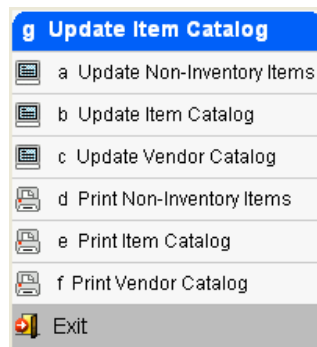 g Update Item Catalog
a Update Non-Inventory Items
b Update Item Catalog
c Update Vendor Catalog
d Print Non-Inventory Items
e Print Item Catalog
f Print Vendor Catalog
Exit